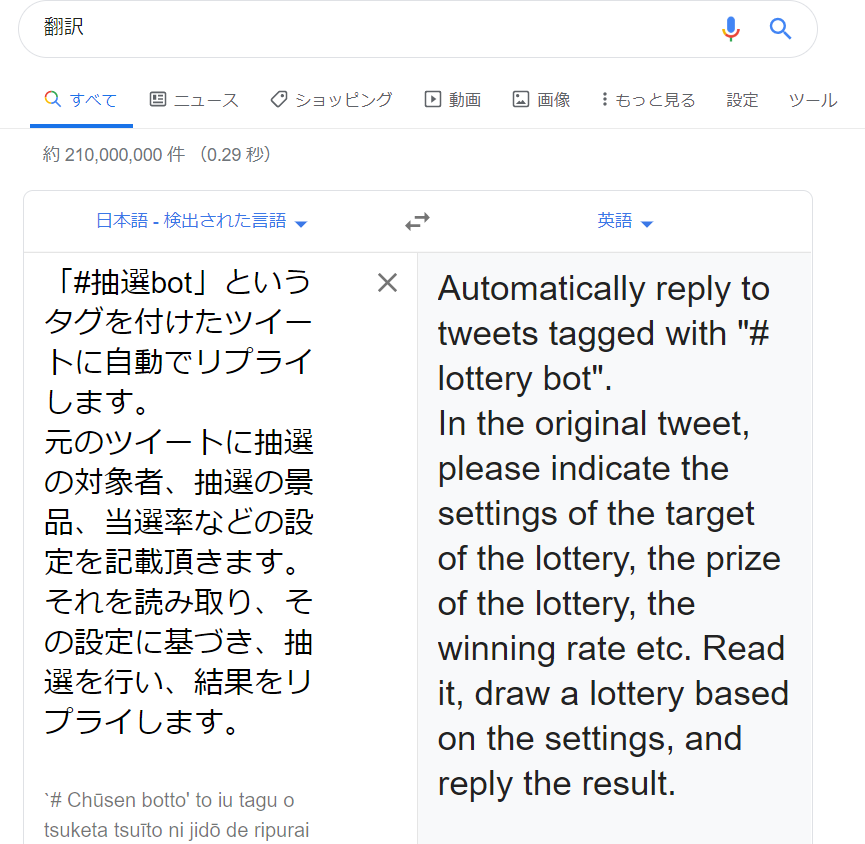 翻訳
すべて ニュース ショッピング 動画 画像 もっと見る 設定 ツール
約 210,000,000 件 （0.29 秒）
日本語 - 検出された言語 英語
「#抽選bot」という
タグを付けたツイー
トに自動でリプライ
します。
元のツイートに抽選
の対象者、抽選の景
品、当選率などの設
定を記載頂きます。
それを読み取り、そ
の設定に基づき、抽
選を行い、結果をリ
プライします。
`# Chūsen botto' to iu tagu o
tsuketa tsuīto ni jidō de ripurai
Automatically reply to
tweets tagged with "#
lottery bot".
In the original tweet,
please indicate the
settings of the target
of the lottery, the prize
of the lottery, the
winning rate etc. Read
it, draw a lottery based
on the settings, and
reply the result.